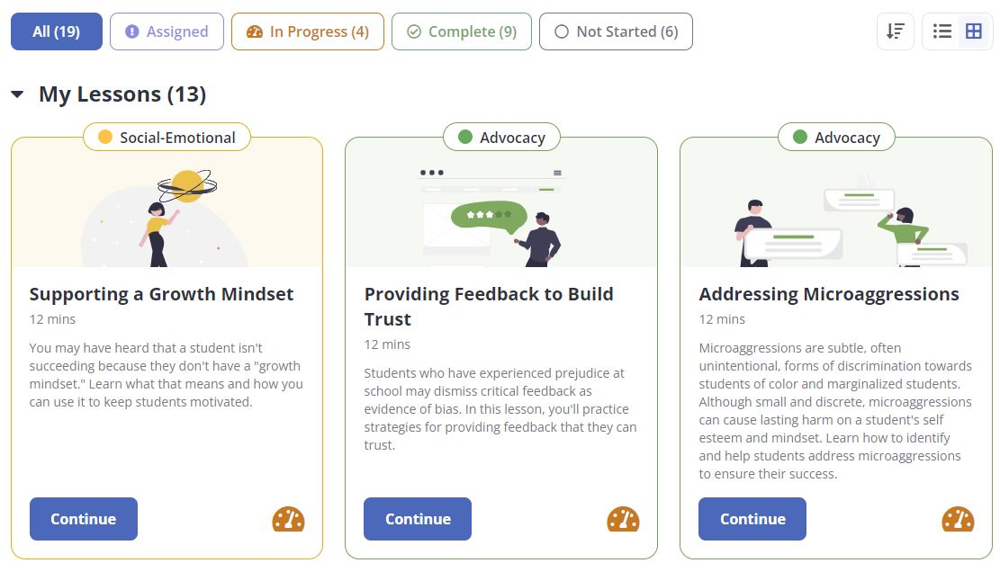 All (19)
Assigned
In Progress (4)
Complete (9)
Not Started (6)
My Lessons (13)
Social-Emotional
Supporting a Growth Mindset
12 mins
You may have heard that a student isn't
succeeding because they don't have a "growth
mindset." Learn what that means and how you
can use it to keep students motivated.
Continue
Advocacy
Providing Feedback to Build
Trust
12 mins
Students who have experienced prejudice at
school may dismiss critical feedback as
evidence of bias. In this lesson, you'll practice
strategies for providing feedback that they can
trust.
Continue
Advocacy
Addressing Microaggressions
12 mins
Microaggressions are subtle, often
unintentional, forms of discrimination towards
students of color and marginalized students.
Although small and discrete, microaggressions
can cause lasting harm on a student's self
esteem and mindset. Learn how to identify
and help students address microaggressions
to ensure their success.
Continue